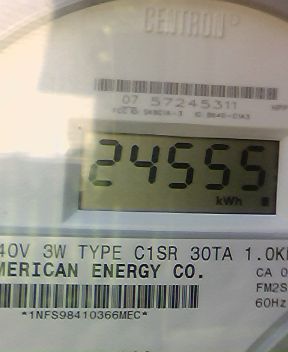 CENTRON®
07 57245311
24555
kWh
40V 3W TYPE C1SR 30TA 1.0K
MERICAN ENERGY CO.
CA 0
FM2S
60Hz
*1NFS98410366MEC*